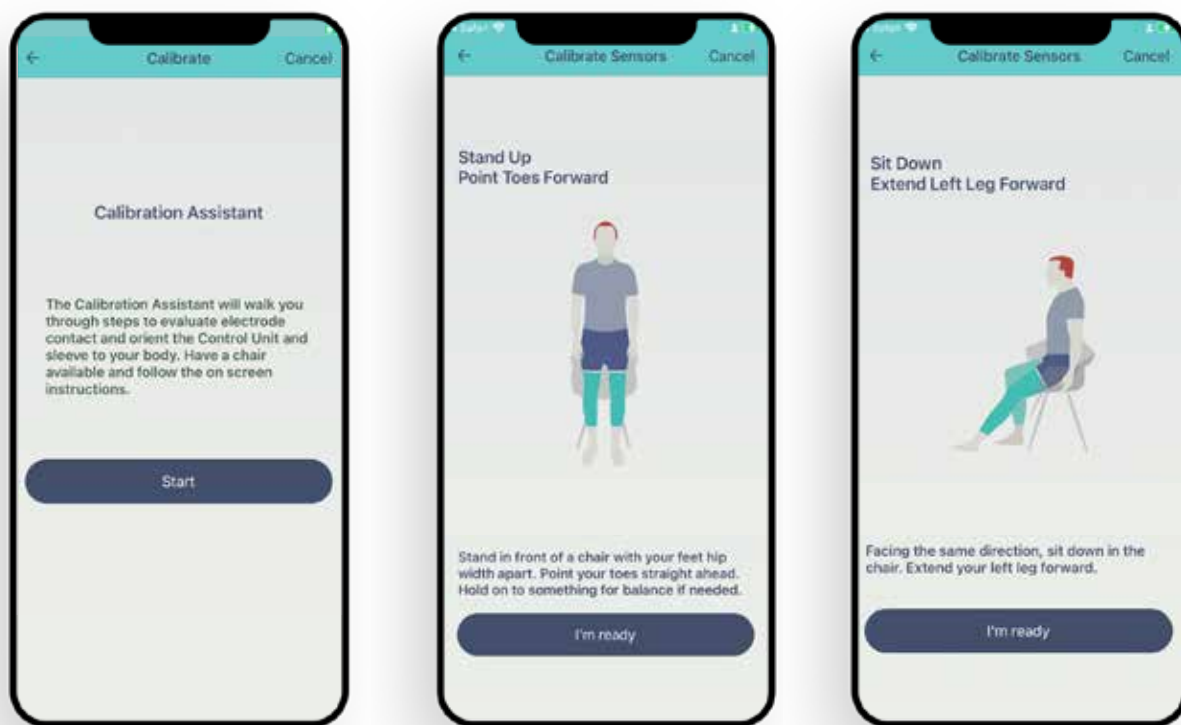 ← Calibrate Cancel
Calibration Assistant
The Calibration Assistant will walk you
through steps to evaluate electrode
contact and orient the Control Unit and
sleeve to your body. Have a chair
available and follow the on screen
instructions.
Start
Safari
← Calibrate Sensors Cancel
Stand Up
Point Toes Forward
Stand in front of a chair with your feet hip
width apart. Point your toes straight ahead.
Hold on to something for balance if needed.
I'm ready
Safari
← Calibrate Sensors Cancel
Sit Down
Extend Left Leg Forward
Facing the same direction, sit down in the
chair. Extend your left leg forward.
I'm ready